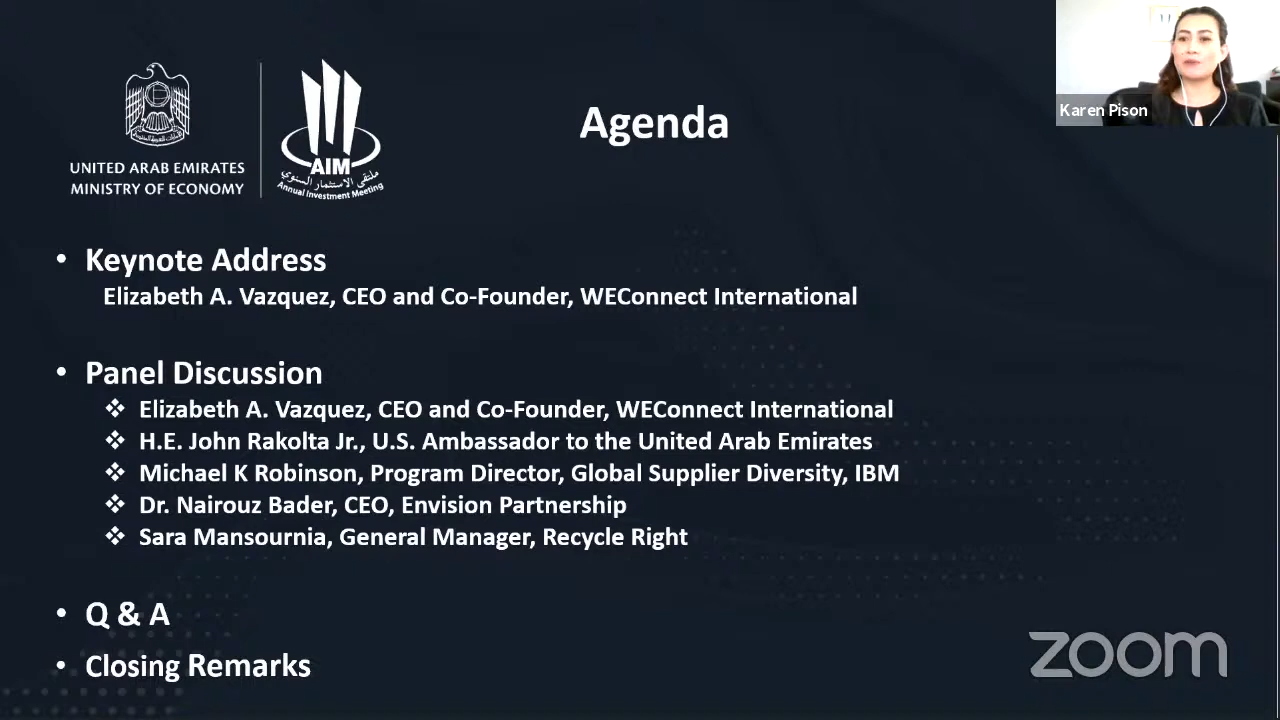 Karen Pison
UNITED ARAB EMIRATES
MINISTRY OF ECONOMY
AIM
ملتقى الاستثمار السنوي
Annual Investment Meeting
Agenda
• Keynote Address
Elizabeth A. Vazquez, CEO and Co-Founder, WEConnect International
• Panel Discussion
❖ Elizabeth A. Vazquez, CEO and Co-Founder, WEConnect International
❖ H.E. John Rakolta Jr., U.S. Ambassador to the United Arab Emirates
❖ Michael K Robinson, Program Director, Global Supplier Diversity, IBM
❖ Dr. Nairouz Bader, CEO, Envision Partnership
❖ Sara Mansournia, General Manager, Recycle Right
• Q & A
• Closing Remarks
zoom